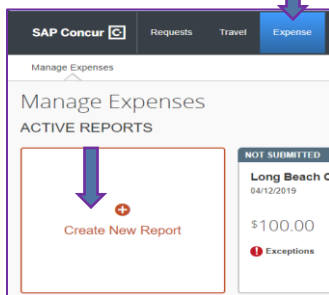 SAP Concur C Requests Travel Expense
Manage Expenses
Manage Expenses
ACTIVE REPORTS
NOT SUBMITTED
Long Beach C
04/12/2019
$100.00
Exceptions
Create New Report